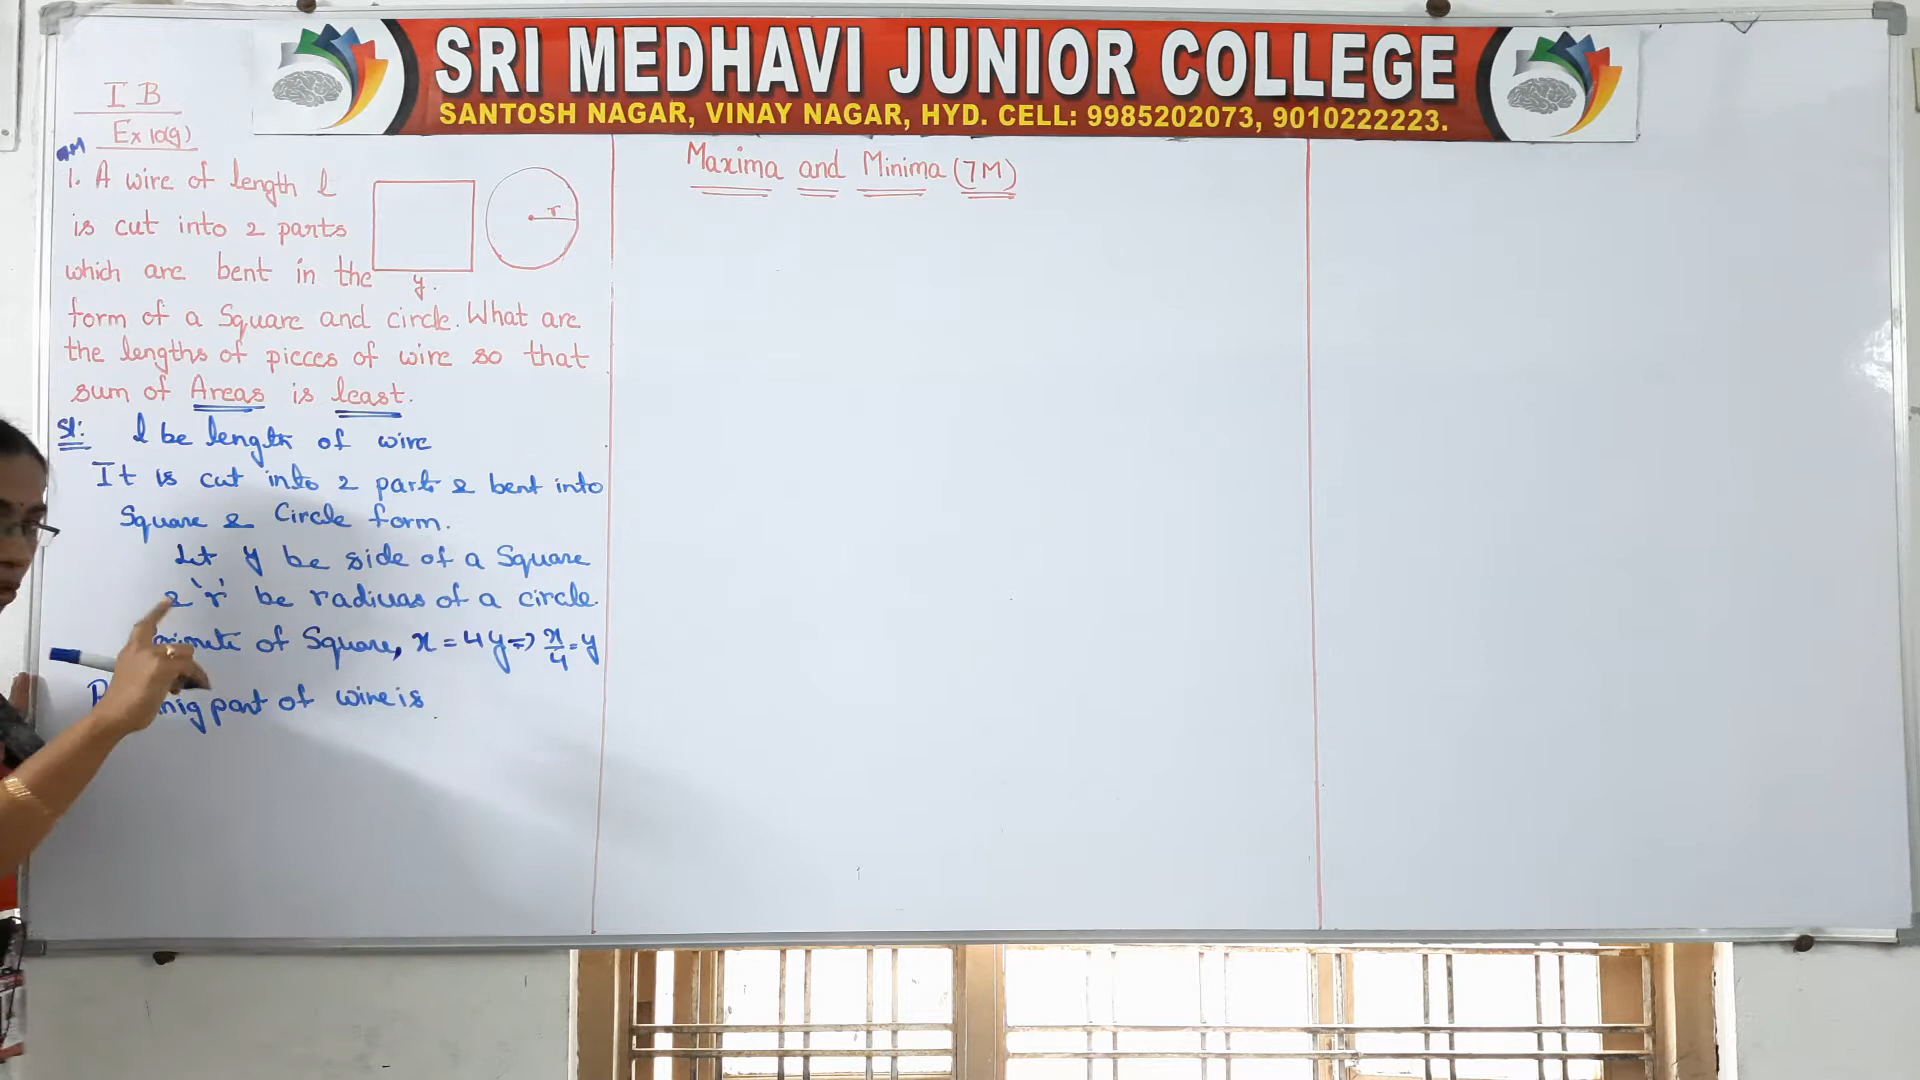 SRI MEDHAVI JUNIOR COLLEGE
SANTOSH NAGAR, VINAY NAGAR, HYD. CELL: 9985202073, 9010222223.
I B
Ex 10(g)
1. A wire of length l
is cut into 2 parts
which are bent in the
form of a Square and circle. What are
the lengths of pieces of wire so that
sum of Areas is least.
r
y.
Sol: l be length of wire
It is cut into 2 parts & bent into
Square & Circle form.
Let y be side of a Square
& 'r' be radius of a circle.
of Square, x = 4y ⇒ x/4 = y
part of wire is
Maxima and Minima (7M)